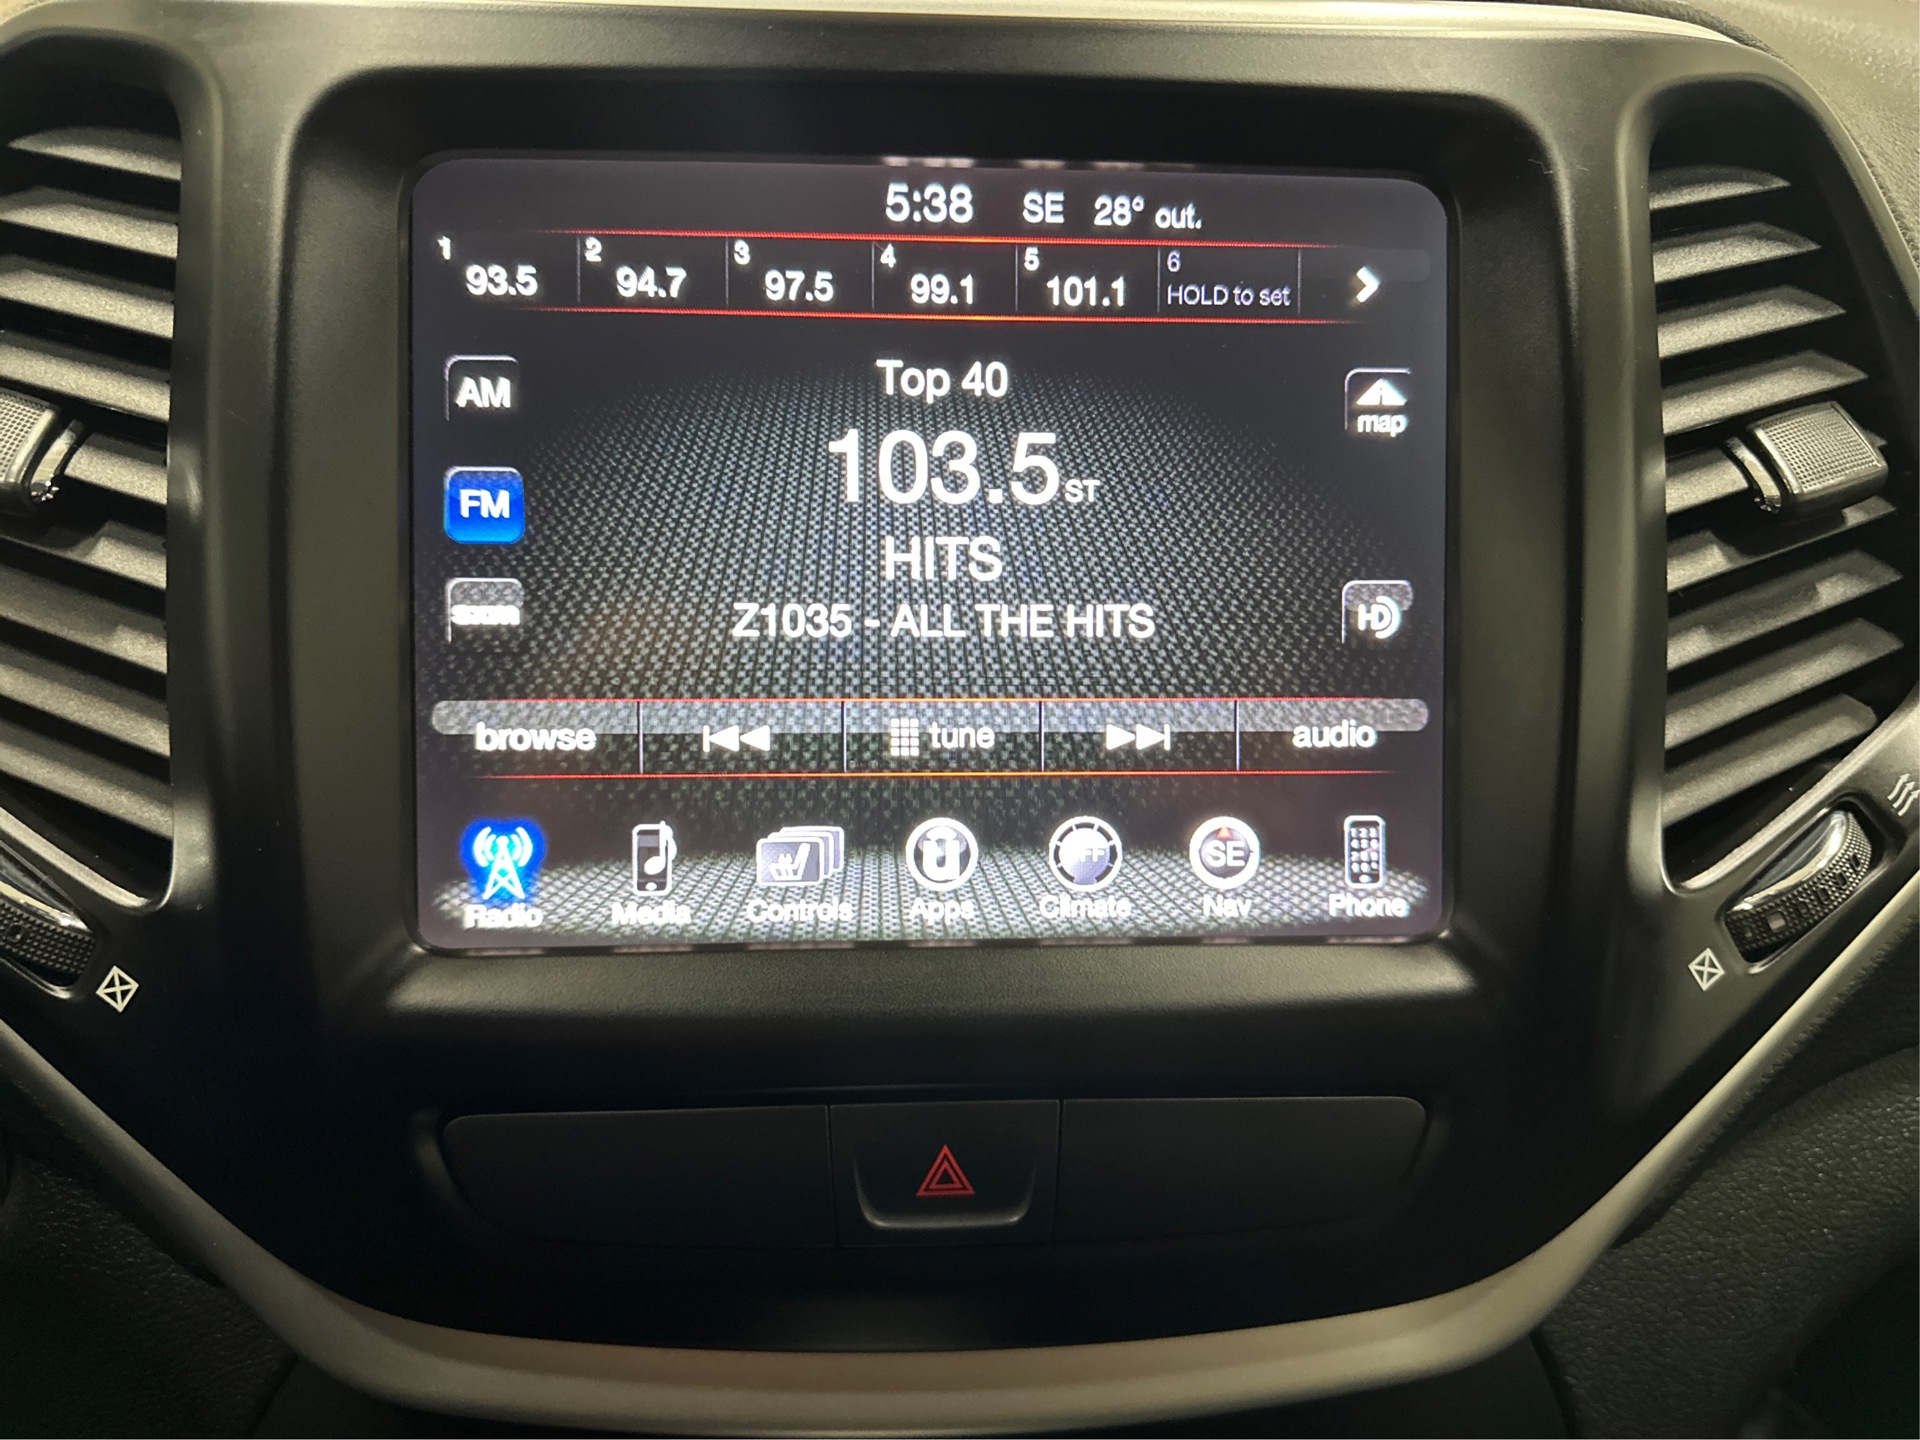 5:38 SE 28° out.
1 93.5 2 94.7 3 97.5 4 99.1 5 101.1 6 HOLD to set
AM
Top 40
map
103.5 ST
FM
HITS
Z1035 - ALL THE HITS
HD
browse tune audio
OFF SE
Radio Media Controls Apps Climate Nav Phone